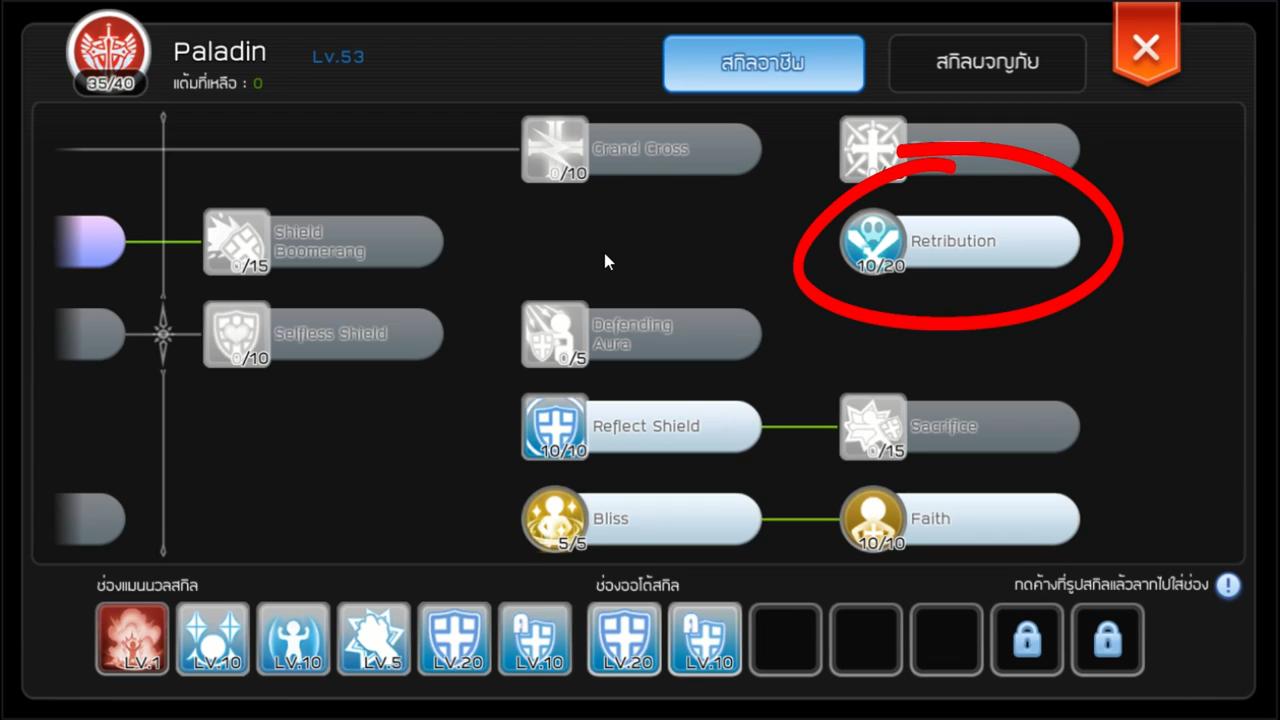 Paladin
Lv.53
35/40
แต้มที่เหลือ : 0
สกิลอาชีพ
สกิลผจญภัย
Grand Cross
0/10
Shield
Boomerang
0/15
Retribution
10/20
Selfless Shield
0/10
Defending
Aura
0/5
Reflect Shield
10/10
Sacrifice
0/15
Bliss
5/5
Faith
10/10
ช่องแมนนวลสกิล
ช่องออโต้สกิล
กดค้างที่รูปสกิลแล้วลากไปใส่ช่อง
LV.1
LV.10
LV.10
LV.5
LV.20
LV.10
LV.20
LV.10